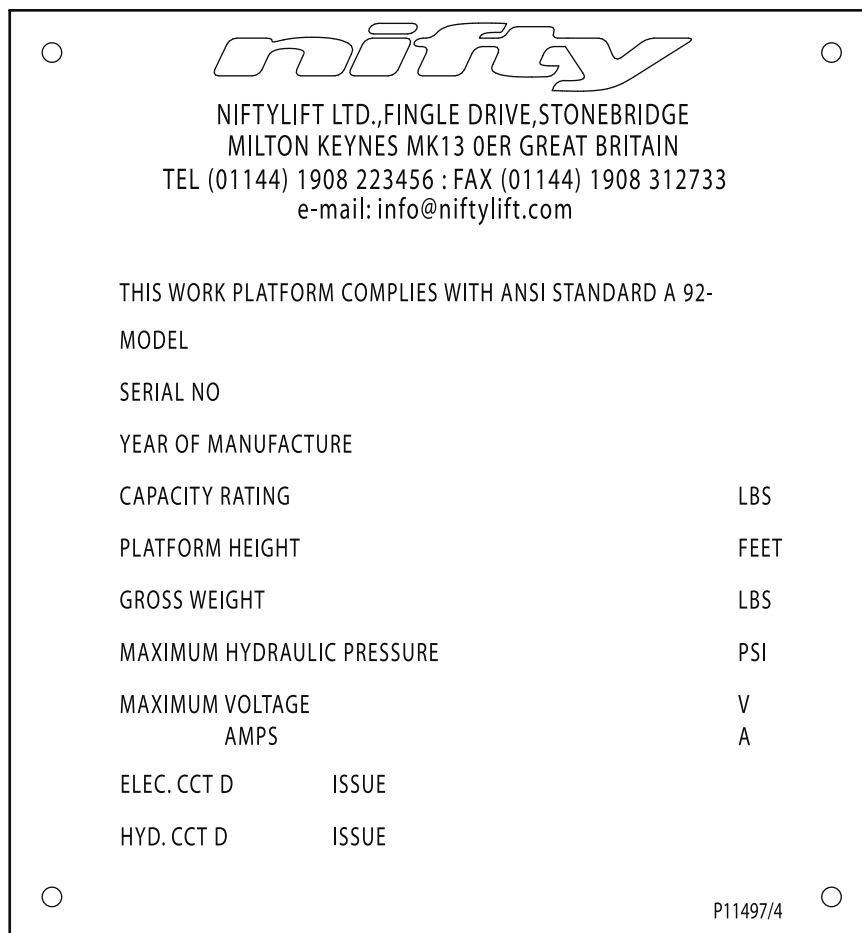 nifty
NIFTYLIFT LTD.,FINGLE DRIVE,STONEBRIDGE
MILTON KEYNES MK13 0ER GREAT BRITAIN
TEL (01144) 1908 223456 : FAX (01144) 1908 312733
e-mail: info@niftylift.com
THIS WORK PLATFORM COMPLIES WITH ANSI STANDARD A 92-
MODEL
SERIAL NO
YEAR OF MANUFACTURE
CAPACITY RATING LBS
PLATFORM HEIGHT FEET
GROSS WEIGHT LBS
MAXIMUM HYDRAULIC PRESSURE PSI
MAXIMUM VOLTAGE V
AMPS A
ELEC. CCT D ISSUE
HYD. CCT D ISSUE
P11497/4